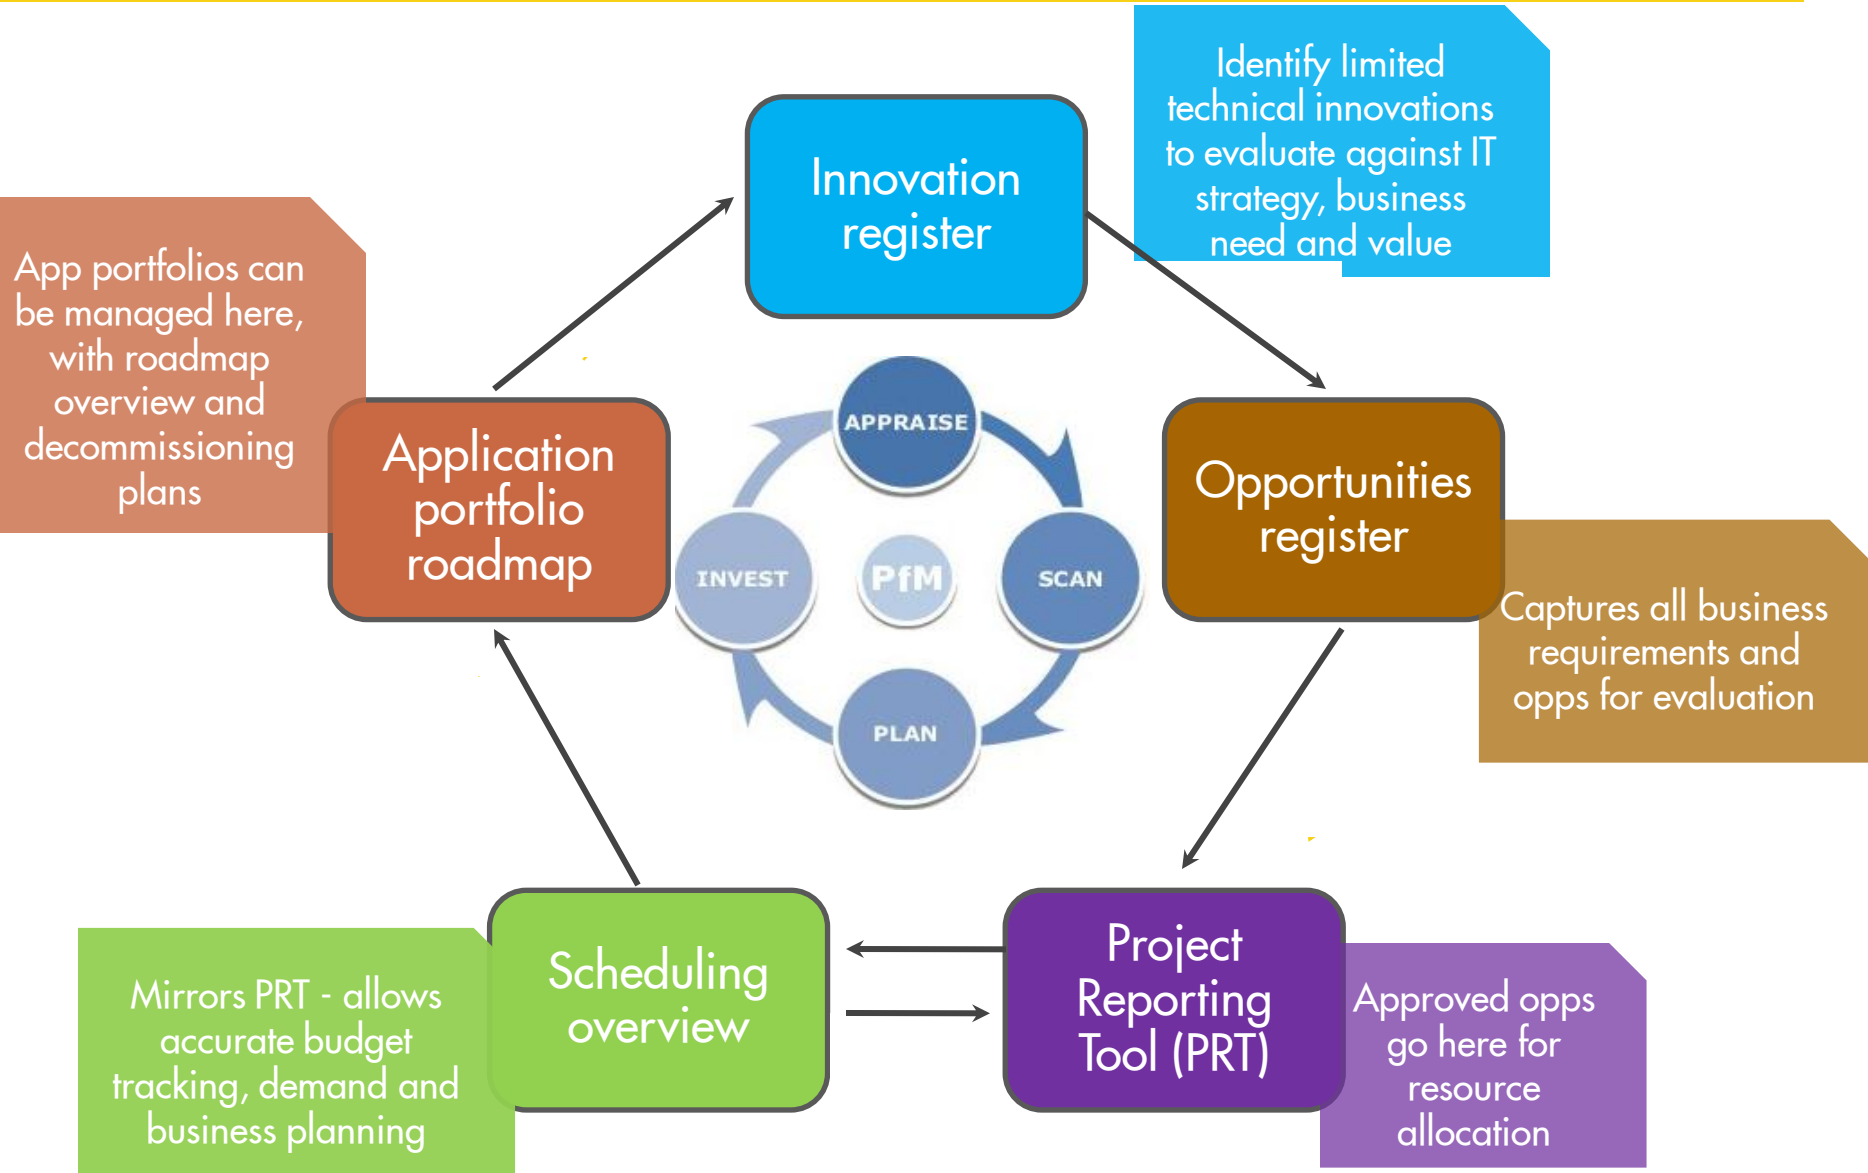 Identify limited
technical innovations
to evaluate against IT
strategy, business
need and value
Innovation
register
App portfolios can
be managed here,
with roadmap
overview and
decommissioning
plans
Application
portfolio
roadmap
APPRAISE
INVEST
PfM
SCAN
PLAN
Opportunities
register
Captures all business
requirements and
opps for evaluation
Scheduling
overview
Mirrors PRT - allows
accurate budget
tracking, demand and
business planning
Project
Reporting
Tool (PRT)
Approved opps
go here for
resource
allocation